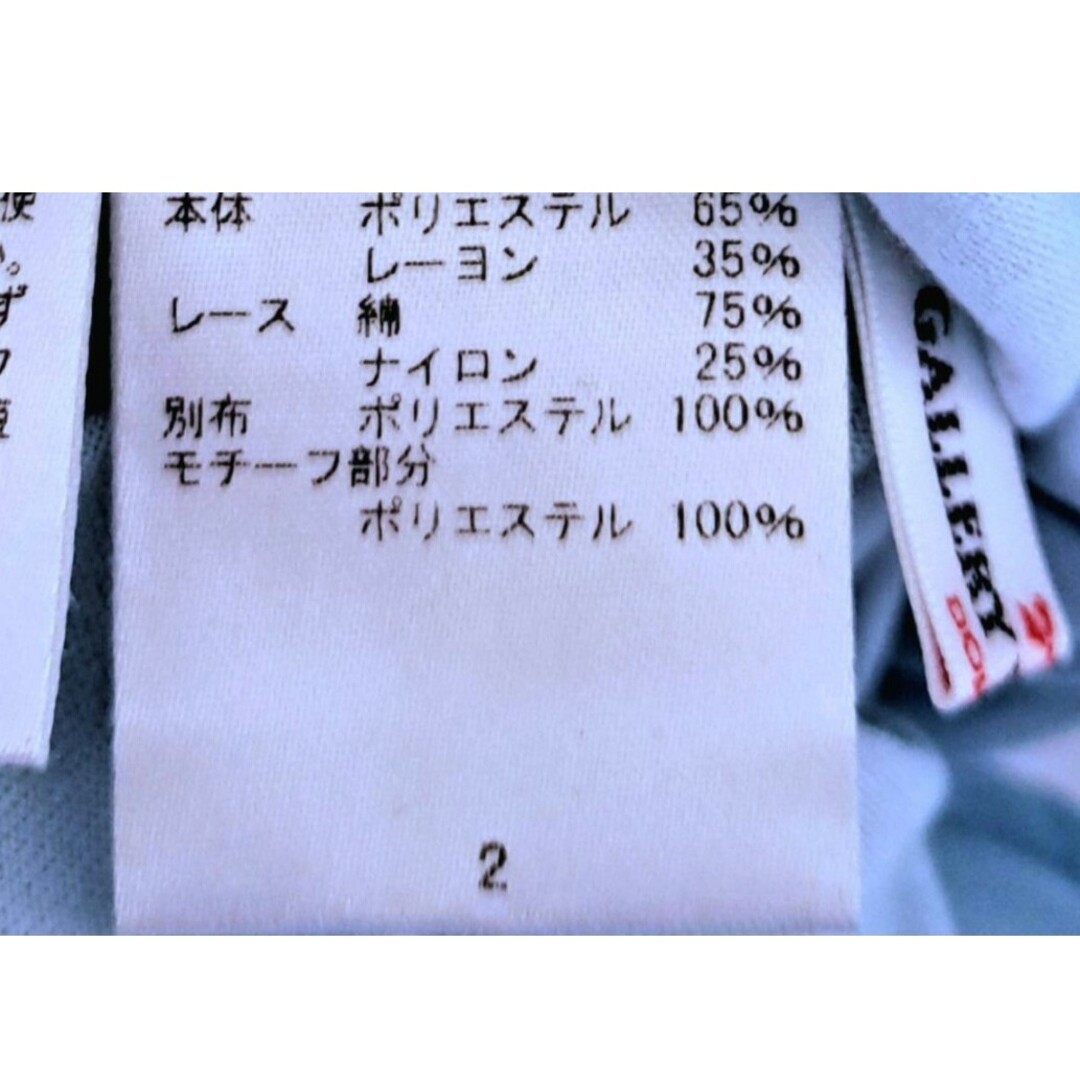 本体 ポリエステル 65%
レーヨン 35%
レース 綿 75%
ナイロン 25%
別布 ポリエステル 100%
モチーフ部分
ポリエステル 100%
2
GALLERY